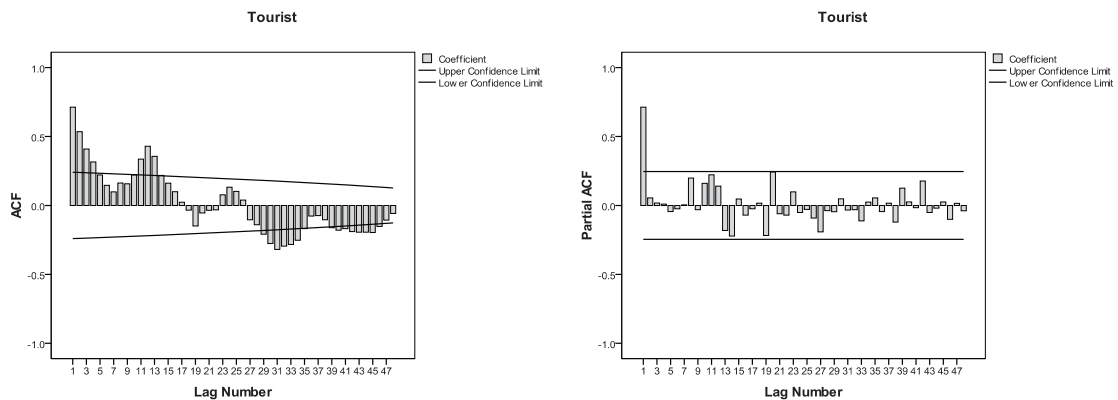 Tourist
Coefficient
Upper Confidence Limit
Lower Confidence Limit
1.0
0.5
0.0
-0.5
-1.0
ACF
1 3 5 7 9 11 13 15 17 19 21 23 25 27 29 31 33 35 37 39 41 43 45 47
Lag Number
Tourist
Coefficient
Upper Confidence Limit
Lower Confidence Limit
1.0
0.5
0.0
-0.5
-1.0
Partial ACF
1 3 5 7 9 11 13 15 17 19 21 23 25 27 29 31 33 35 37 39 41 43 45 47
Lag Number